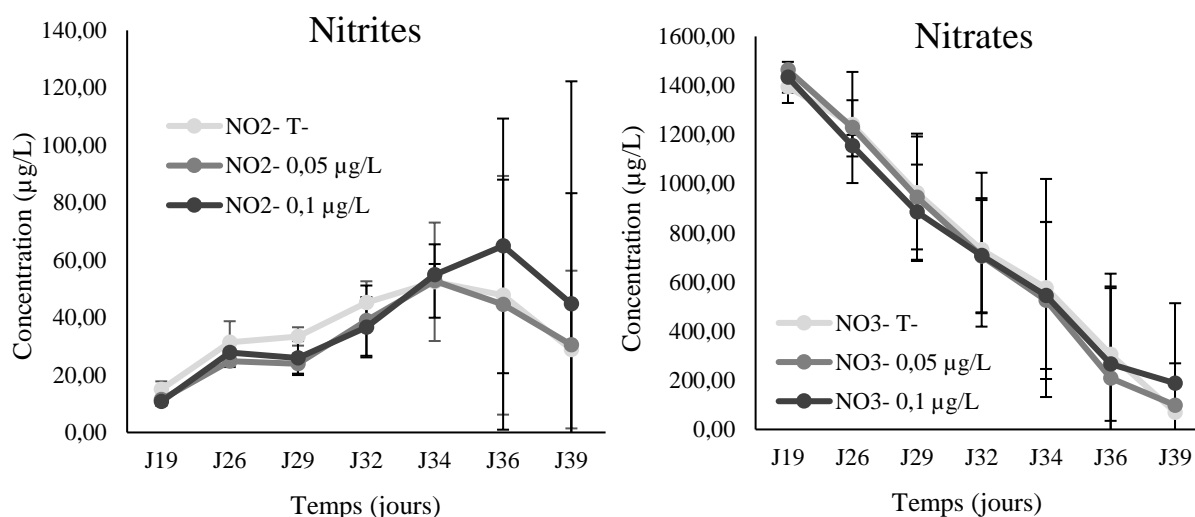 Nitrites
140,00
120,00
100,00
80,00
60,00
40,00
20,00
0,00
Concentration (µg/L)
NO2- T-
NO2- 0,05 µg/L
NO2- 0,1 µg/L
J19 J26 J29 J32 J34 J36 J39
Temps (jours)
Nitrates
1600,00
1400,00
1200,00
1000,00
800,00
600,00
400,00
200,00
0,00
Concentration (µg/L)
NO3- T-
NO3- 0,05 µg/L
NO3- 0,1 µg/L
J19 J26 J29 J32 J34 J36 J39
Temps (jours)